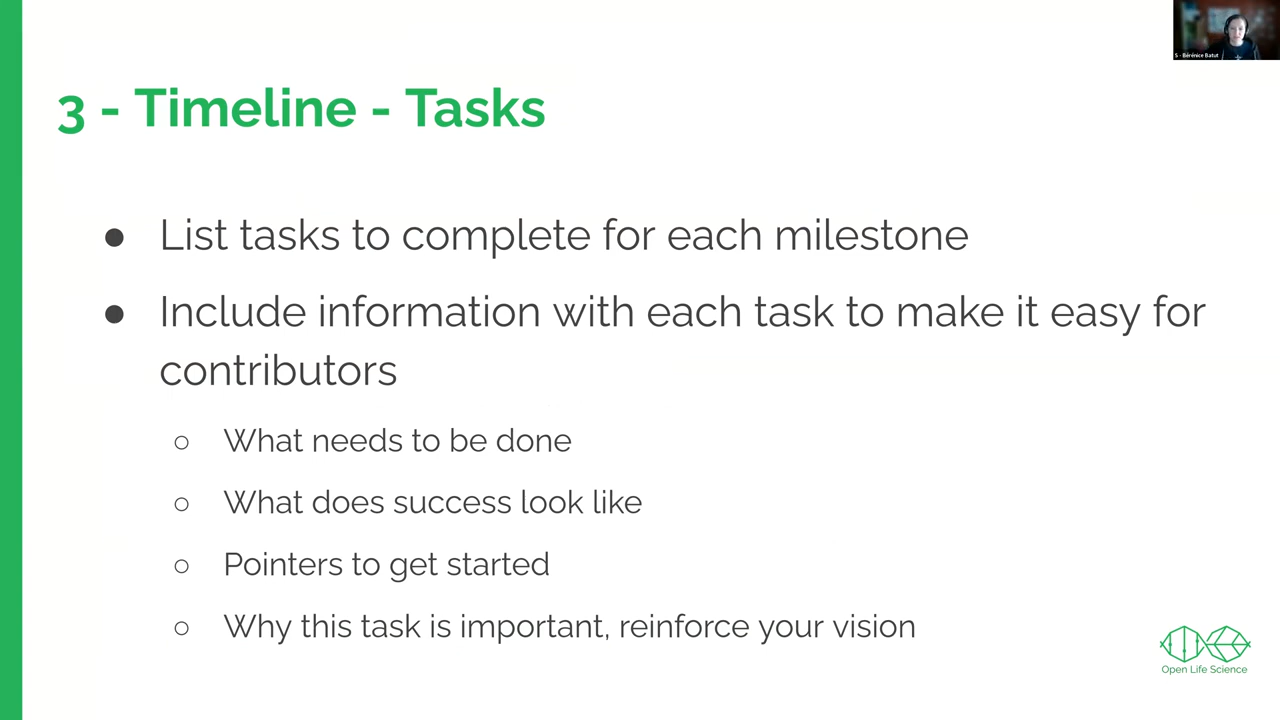 S - Bérénice Batut
3 - Timeline - Tasks
● List tasks to complete for each milestone
● Include information with each task to make it easy for
contributors
○ What needs to be done
○ What does success look like
○ Pointers to get started
○ Why this task is important, reinforce your vision
Open Life Science